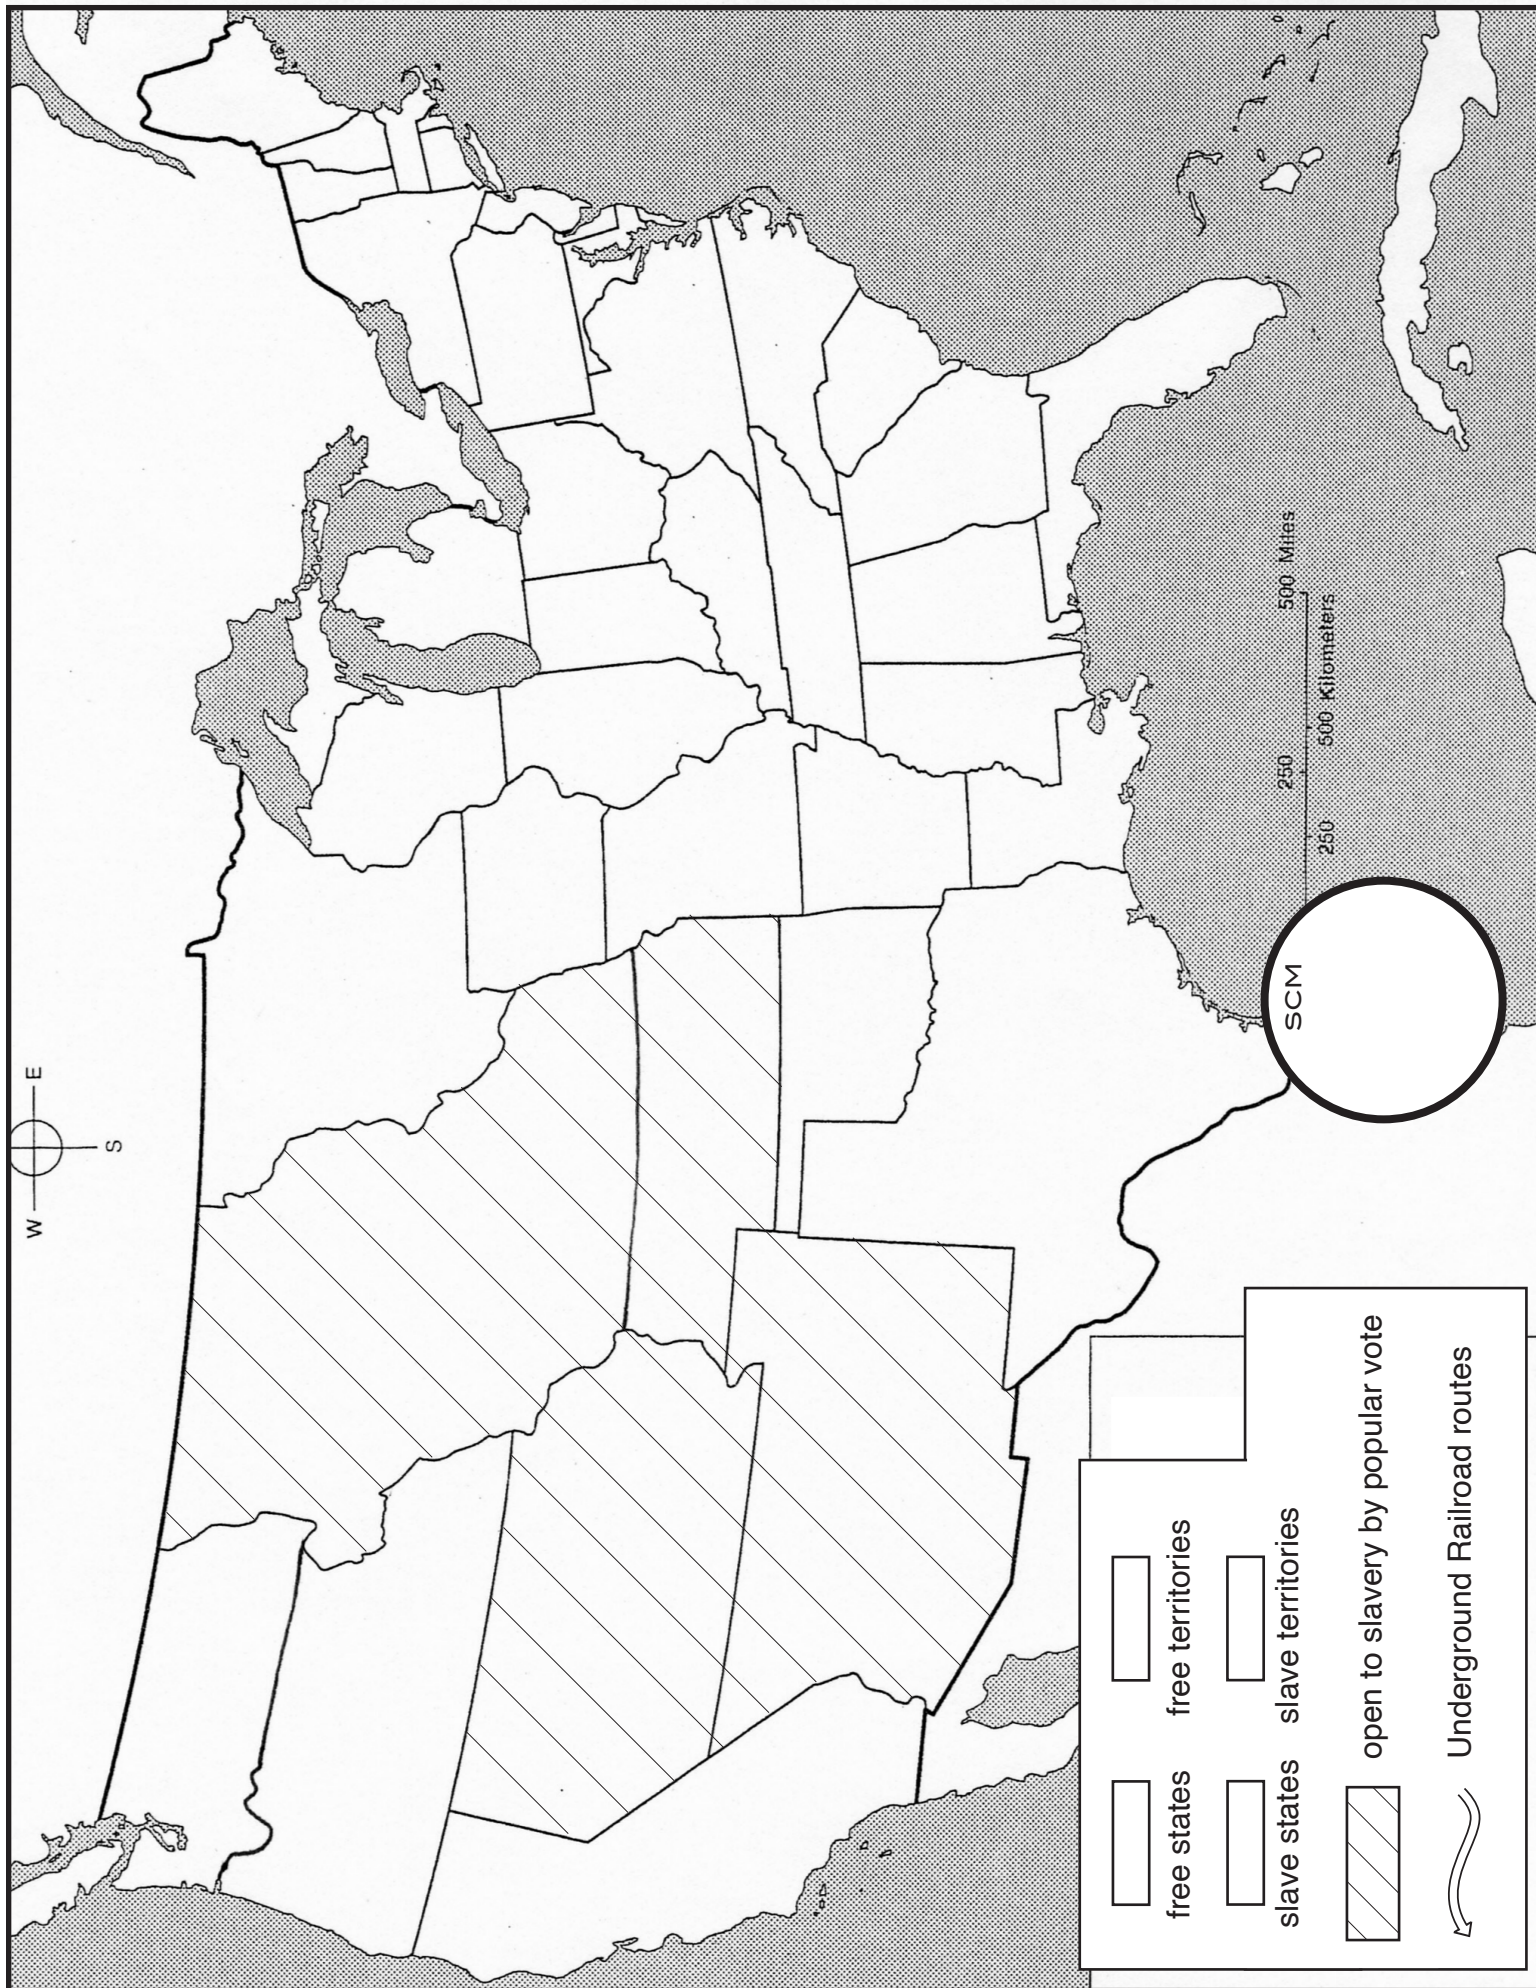 W
E
S
500 Miles
250
500 Kilometers
250
SCM
free states
free territories
slave states
slave territories
open to slavery by popular vote
Underground Railroad routes